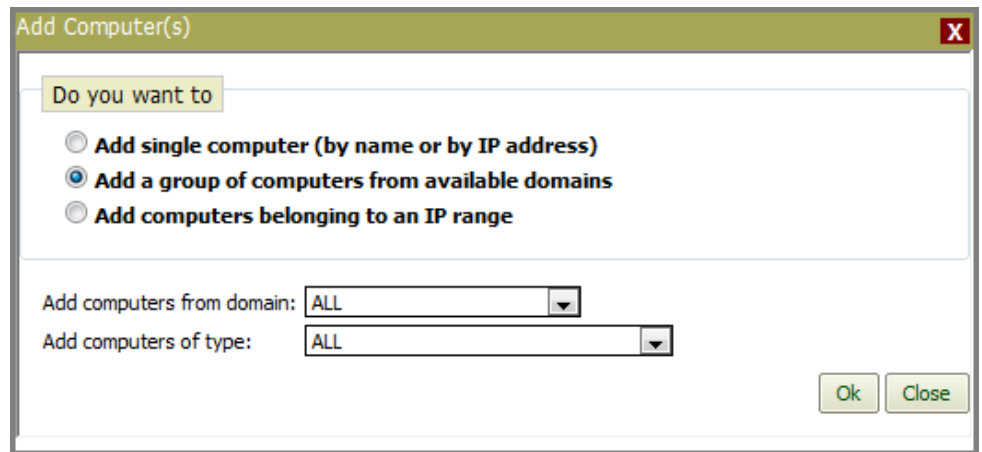 Add Computer(s)
X
Do you want to
Add single computer (by name or by IP address)
Add a group of computers from available domains
Add computers belonging to an IP range
Add computers from domain: ALL
Add computers of type: ALL
Ok Close